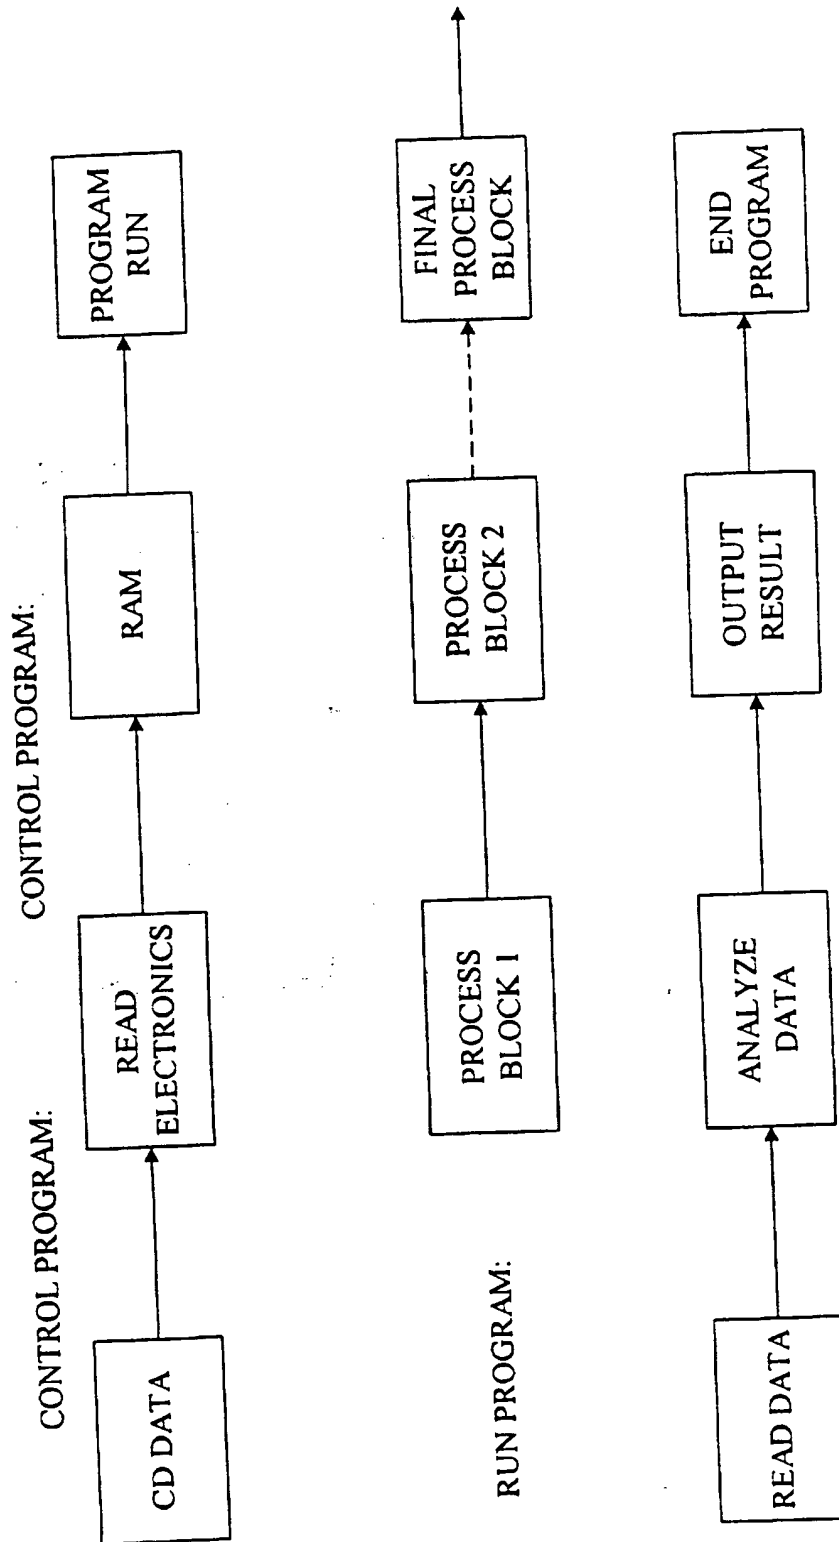 CONTROL PROGRAM:
CONTROL PROGRAM:
CD DATA
READ
ELECTRONICS
RAM
PROGRAM
RUN
RUN PROGRAM:
PROCESS
BLOCK 1
PROCESS
BLOCK 2
FINAL
PROCESS
BLOCK
READ DATA
ANALYZE
DATA
OUTPUT
RESULT
END
PROGRAM